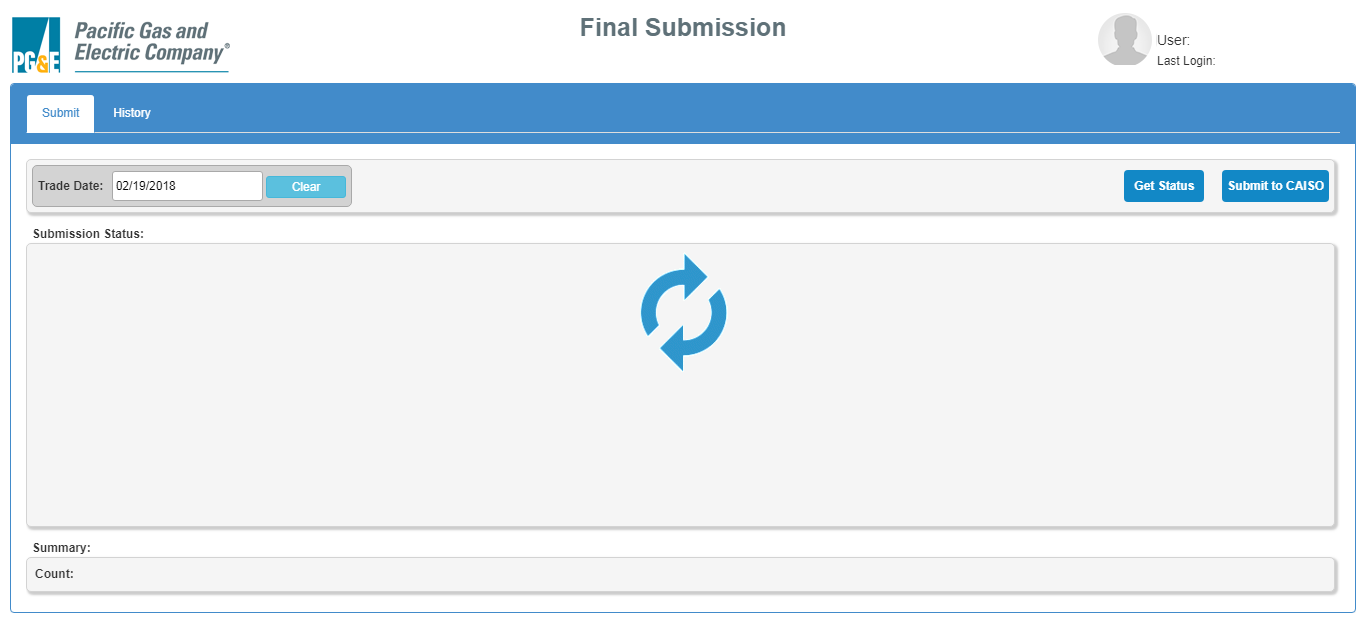 PG&E
Pacific Gas and
Electric Company®
Final Submission
User:
Last Login:
Submit History
Trade Date: 02/19/2018 Clear Get Status Submit to CAISO
Submission Status:
Summary:
Count: